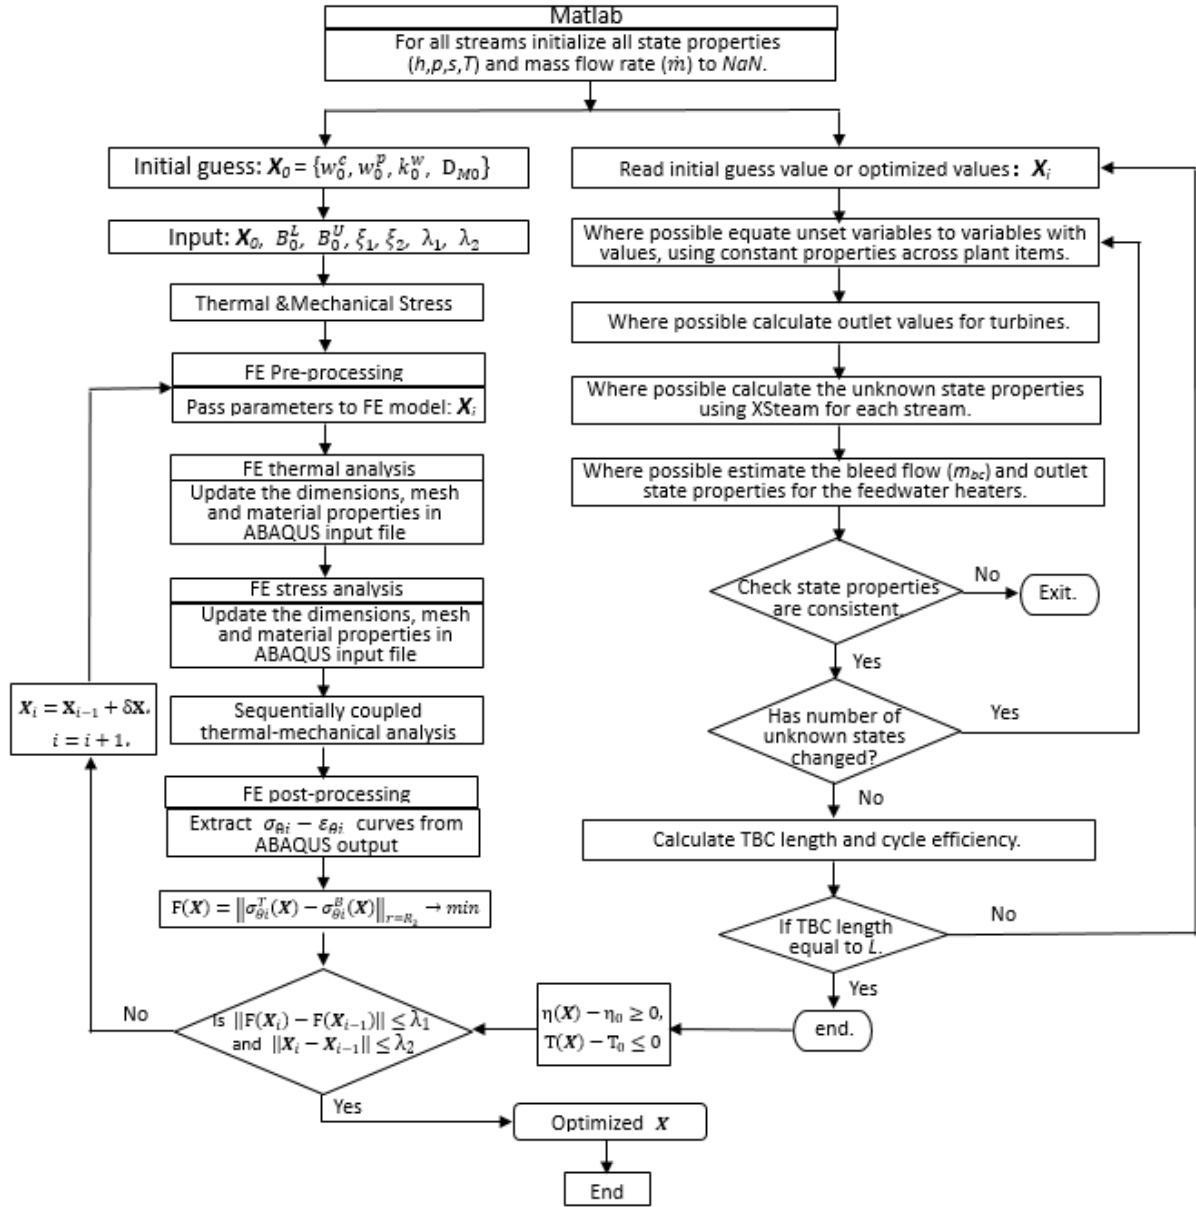 Matlab
For all streams initialize all state properties
(h,p,s,T) and mass flow rate (ṁ) to NaN.
Initial guess: X₀ = {w₀ᶜ, w₀ᵖ, k₀ʷ, D_M0}
Input: X₀, B₀ᴸ, B₀ᵁ, ξ₁, ξ₂, λ₁, λ₂
Thermal &Mechanical Stress
FE Pre-processing
Pass parameters to FE model: Xᵢ
FE thermal analysis
Update the dimensions, mesh
and material properties in
ABAQUS input file
FE stress analysis
Update the dimensions, mesh
and material properties in
ABAQUS input file
Sequentially coupled
thermal-mechanical analysis
FE post-processing
Extract σ_θi − ε_θi curves from
ABAQUS output
F(X) = ‖σ_θi^T(X) − σ_θi^B(X)‖_r=R₂ → min
Is ‖F(Xᵢ) − F(Xᵢ₋₁)‖ ≤ λ₁
and ‖Xᵢ − Xᵢ₋₁‖ ≤ λ₂
No
Xᵢ = Xᵢ₋₁ + δX.
i = i + 1.
Yes
Optimized X
End
Read initial guess value or optimized values: Xᵢ
Where possible equate unset variables to variables with
values, using constant properties across plant items.
Where possible calculate outlet values for turbines.
Where possible calculate the unknown state properties
using XSteam for each stream.
Where possible estimate the bleed flow (m_bc) and outlet
state properties for the feedwater heaters.
Check state properties
are consistent.
No
Exit.
Yes
Has number of
unknown states
changed?
Yes
No
Calculate TBC length and cycle efficiency.
If TBC length
equal to L.
No
Yes
end.
η(X) − η₀ ≥ 0,
T(X) − T₀ ≤ 0